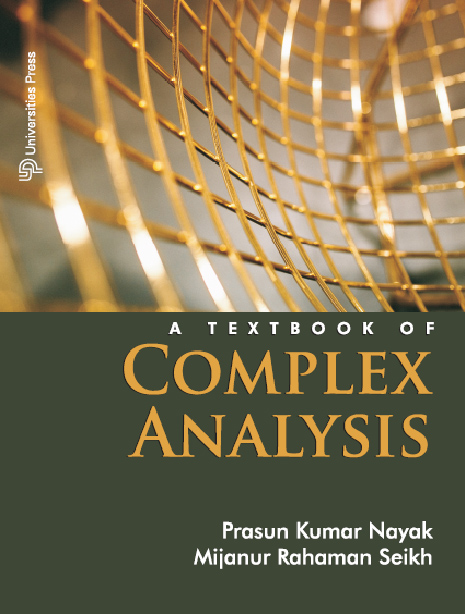 Universities Press
A TEXTBOOK OF
COMPLEX
ANALYSIS
Prasun Kumar Nayak
Mijanur Rahaman Seikh